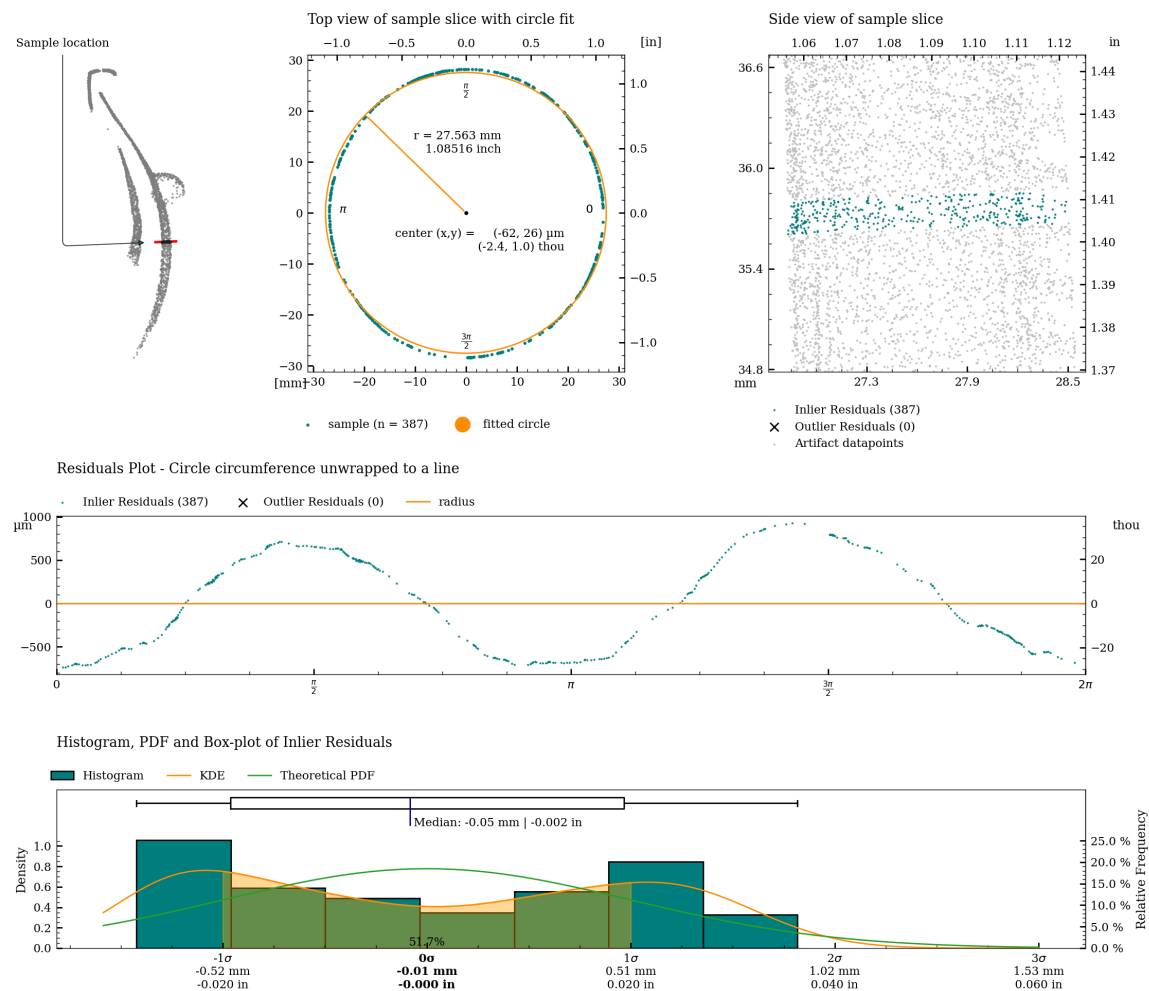 Sample location
Top view of sample slice with circle fit
−1.0 −0.5 0.0 0.5 1.0 [in]
30 20 10 0 −10 −20 −30
1.0 0.5 0.0 −0.5 −1.0
π/2
r = 27.563 mm
1.08516 inch
π 0
center (x,y) = (-62, 26) µm
(-2.4, 1.0) thou
3π/2
[mm] −30 −20 −10 0 10 20 30
sample (n = 387) fitted circle
Side view of sample slice
1.06 1.07 1.08 1.09 1.10 1.11 1.12 in
36.6 36.0 35.4 34.8
1.44 1.43 1.42 1.41 1.40 1.39 1.38 1.37
mm 27.3 27.9 28.5
Inlier Residuals (387)
Outlier Residuals (0)
Artifact datapoints
Residuals Plot - Circle circumference unwrapped to a line
Inlier Residuals (387) Outlier Residuals (0) radius
µm thou
1000 500 0 −500
20 0 −20
0 π/2 π 3π/2 2π
Histogram, PDF and Box-plot of Inlier Residuals
Histogram KDE Theoretical PDF
Median: -0.05 mm | -0.002 in
Density
1.0 0.8 0.6 0.4 0.2 0.0
25.0 % 20.0 % 15.0 % 10.0 % 5.0 % 0.0 %
Relative Frequency
51.7%
-1σ 0σ 1σ 2σ 3σ
-0.52 mm -0.01 mm 0.51 mm 1.02 mm 1.53 mm
-0.020 in -0.000 in 0.020 in 0.040 in 0.060 in